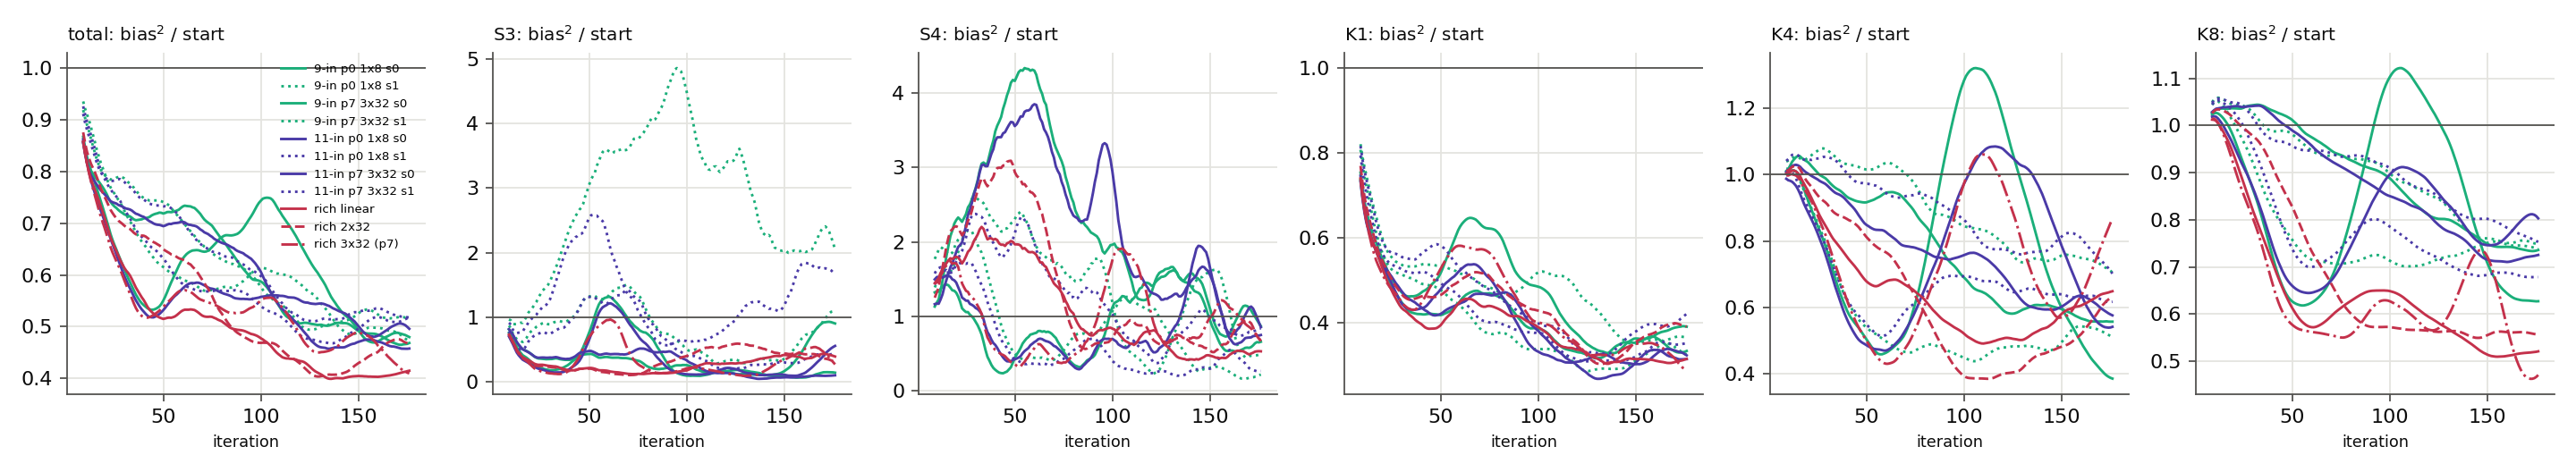 total: bias² / start
1.0
0.9
0.8
0.7
0.6
0.5
0.4
50
100
150
iteration
9-in p0 1x8 s0
9-in p0 1x8 s1
9-in p7 3x32 s0
9-in p7 3x32 s1
11-in p0 1x8 s0
11-in p0 1x8 s1
11-in p7 3x32 s0
11-in p7 3x32 s1
rich linear
rich 2x32
rich 3x32 (p7)
S3: bias² / start
5
4
3
2
1
0
50
100
150
iteration
S4: bias² / start
4
3
2
1
0
50
100
150
iteration
K1: bias² / start
1.0
0.8
0.6
0.4
50
100
150
iteration
K4: bias² / start
1.2
1.0
0.8
0.6
0.4
50
100
150
iteration
K8: bias² / start
1.1
1.0
0.9
0.8
0.7
0.6
0.5
50
100
150
iteration